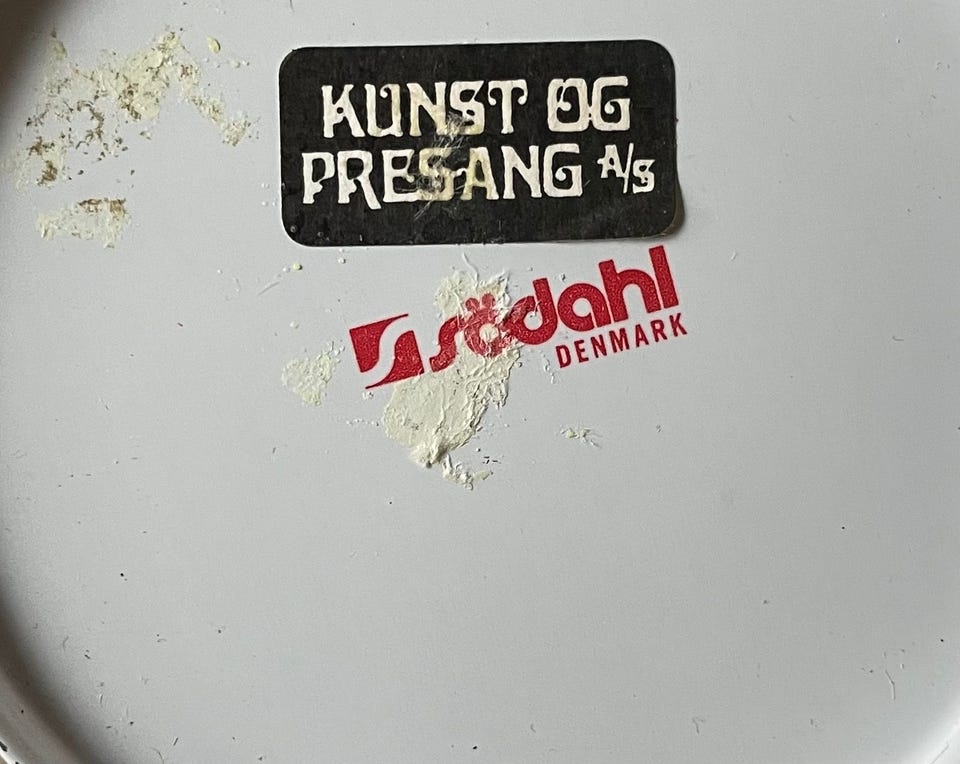 KUNST OG
PRESANG A/S
södahl
DENMARK